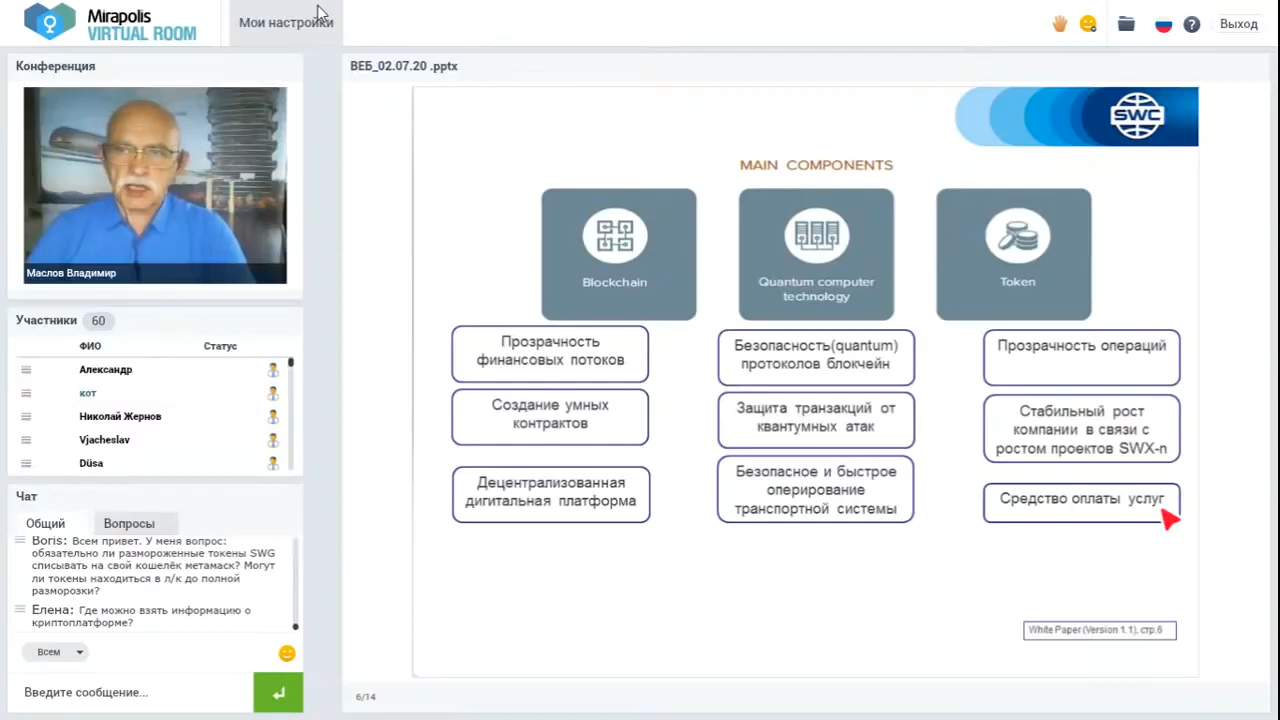 Mirapolis
VIRTUAL ROOM
Мои настройки
Выход
Конференция
Маслов Владимир
Участники 60
ФИО Статус
Александр
кот
Николай Жернов
Vjacheslav
Düsa
Чат
Общий Вопросы
Boris: Всем привет. У меня вопрос:
обязательно ли размороженные токены SWG
списывать на свой кошелёк метамаск? Могут
ли токены находиться в л/к до полной
разморозки?
Елена: Где можно взять информацию о
криптоплатформе?
Всем
Введите сообщение...
ВЕБ_02.07.20 .pptx
SWC
MAIN COMPONENTS
Blockchain
Quantum computer
technology
Token
Прозрачность
финансовых потоков
Создание умных
контрактов
Децентрализованная
дигитальная платформа
Безопасность(quantum)
протоколов блокчейн
Защита транзакций от
квантумных атак
Безопасное и быстрое
оперирование
транспортной системы
Прозрачность операций
Стабильный рост
компании в связи с
ростом проектов SWX-n
Средство оплаты услуг
White Paper (Version 1.1), стр.6
6/14